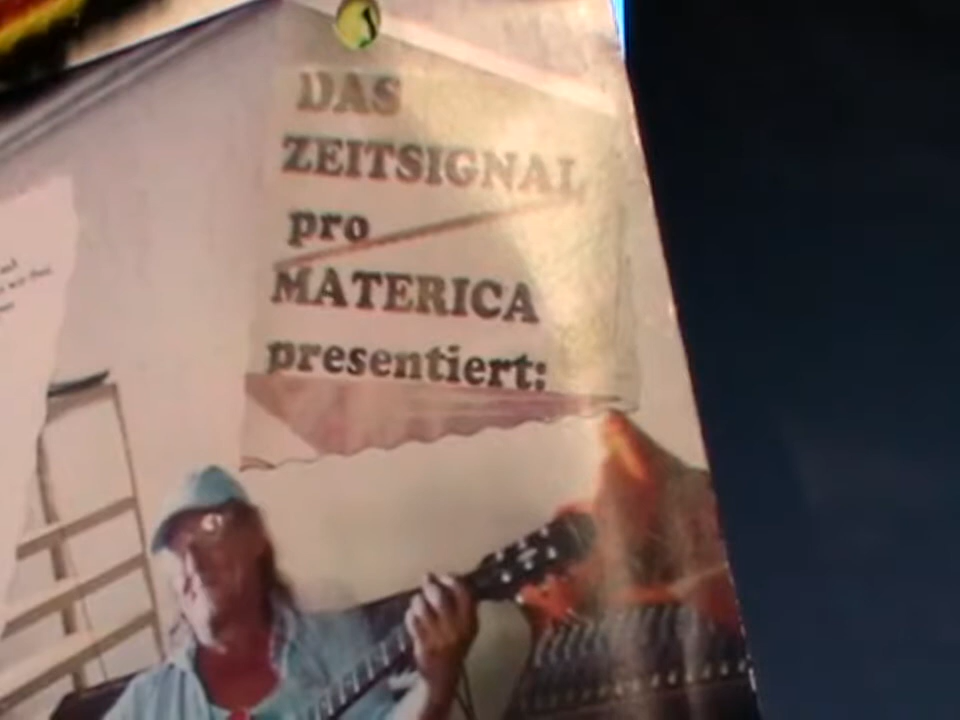 DAS
ZEITSIGNAL
pro
MATERICA
presentiert: